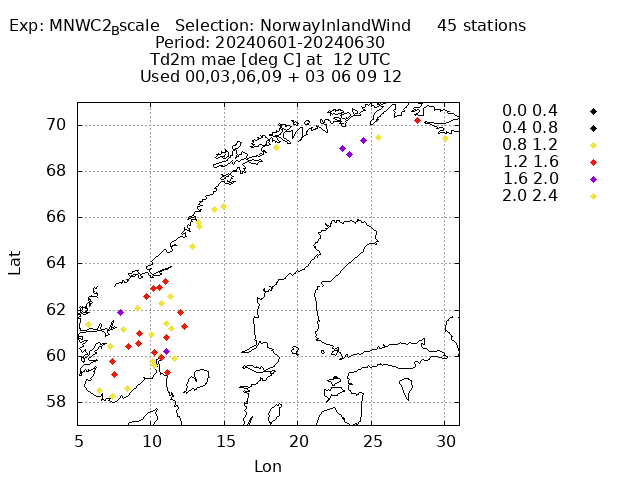 Exp: MNWC2Bscale   Selection: NorwayInlandWind     45 stations
Period: 20240601-20240630
Td2m mae [deg C] at  12 UTC
Used 00,03,06,09 + 03 06 09 12
0.0 0.4
0.4 0.8
0.8 1.2
1.2 1.6
1.6 2.0
2.0 2.4
70
68
66
64
62
60
58
Lat
5 10 15 20 25 30
Lon